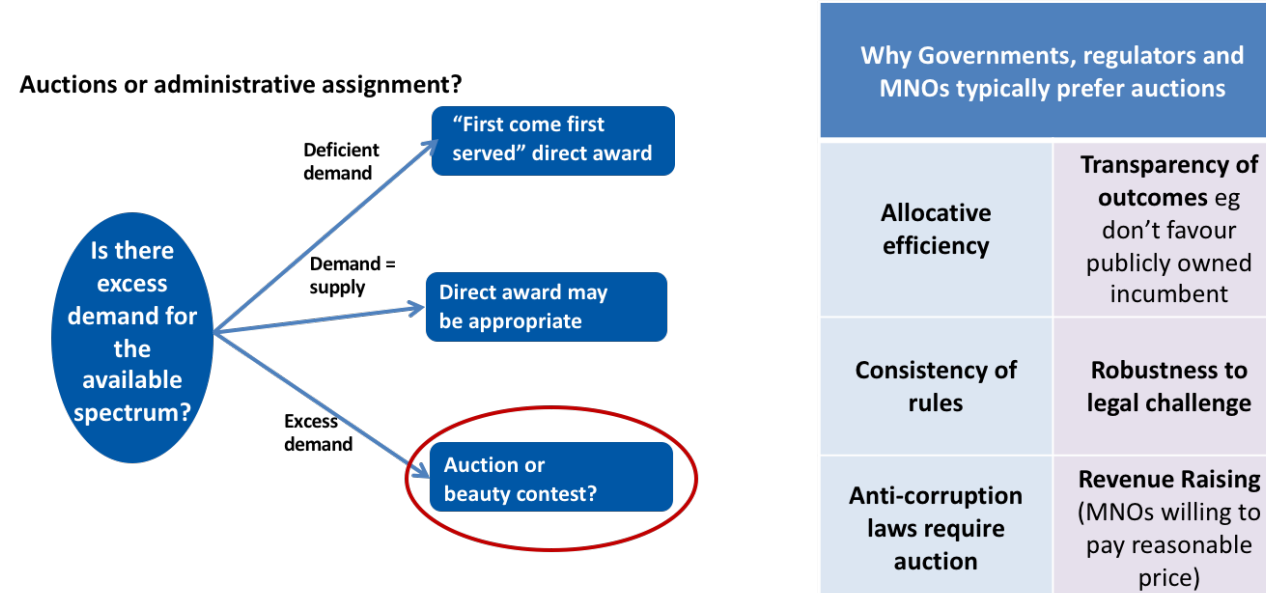 Auctions or administrative assignment?
Is there
excess
demand for
the
available
spectrum?
Deficient
demand
“First come first
served” direct award
Demand =
supply
Direct award may
be appropriate
Excess
demand
Auction or
beauty contest?
Why Governments, regulators and
MNOs typically prefer auctions
Allocative
efficiency
Transparency of
outcomes eg
don’t favour
publicly owned
incumbent
Consistency of
rules
Robustness to
legal challenge
Anti-corruption
laws require
auction
Revenue Raising
(MNOs willing to
pay reasonable
price)